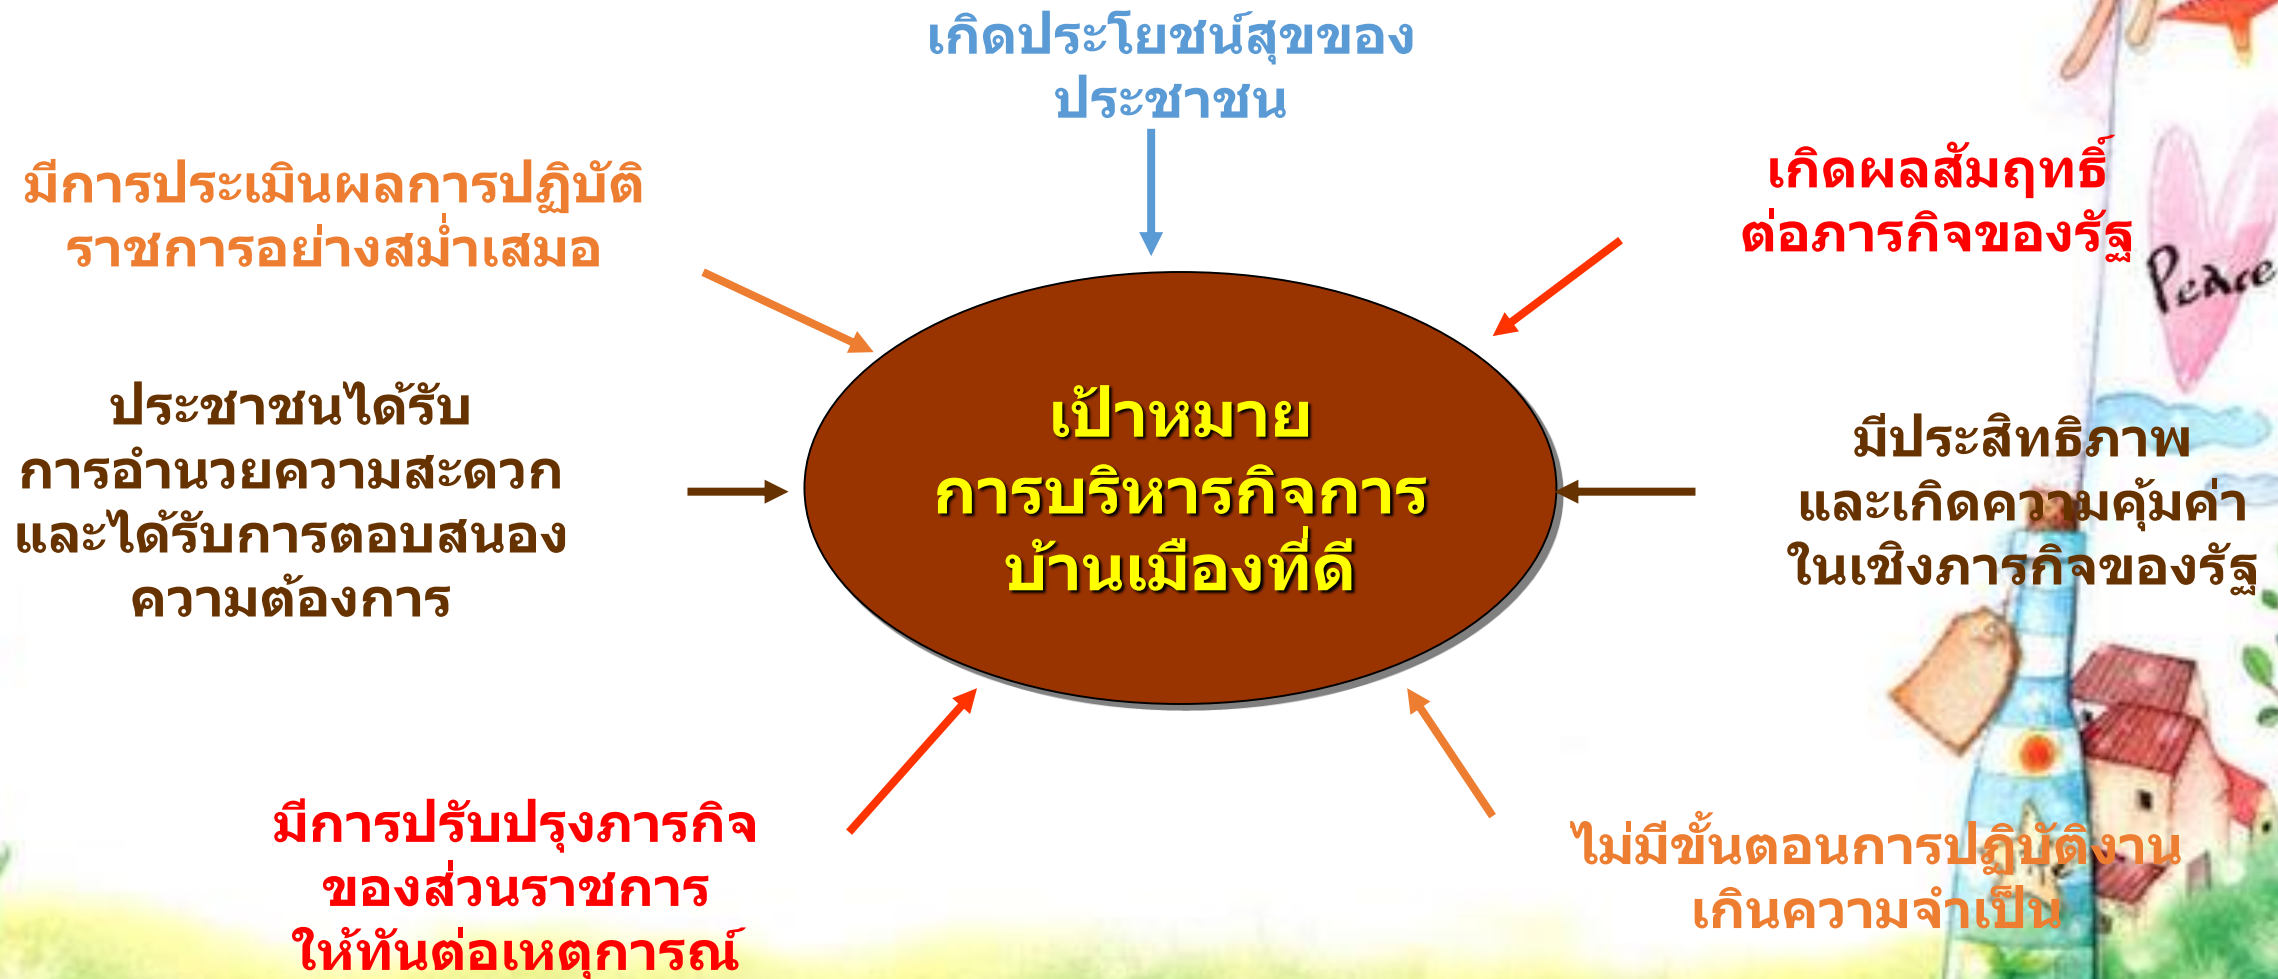 เกิดประโยชน์สุขของ
ประชาชน
มีการประเมินผลการปฏิบัติ
ราชการอย่างสม่ำเสมอ
เกิดผลสัมฤทธิ์
ต่อภารกิจของรัฐ
Peace
ประชาชนได้รับ
การอำนวยความสะดวก
และได้รับการตอบสนอง
ความต้องการ
เป้าหมาย
การบริหารกิจการ
บ้านเมืองที่ดี
มีประสิทธิภาพ
และเกิดความคุ้มค่า
ในเชิงภารกิจของรัฐ
มีการปรับปรุงภารกิจ
ของส่วนราชการ
ให้ทันต่อเหตุการณ์
ไม่มีขั้นตอนการปฏิบัติงาน
เกินความจำเป็น